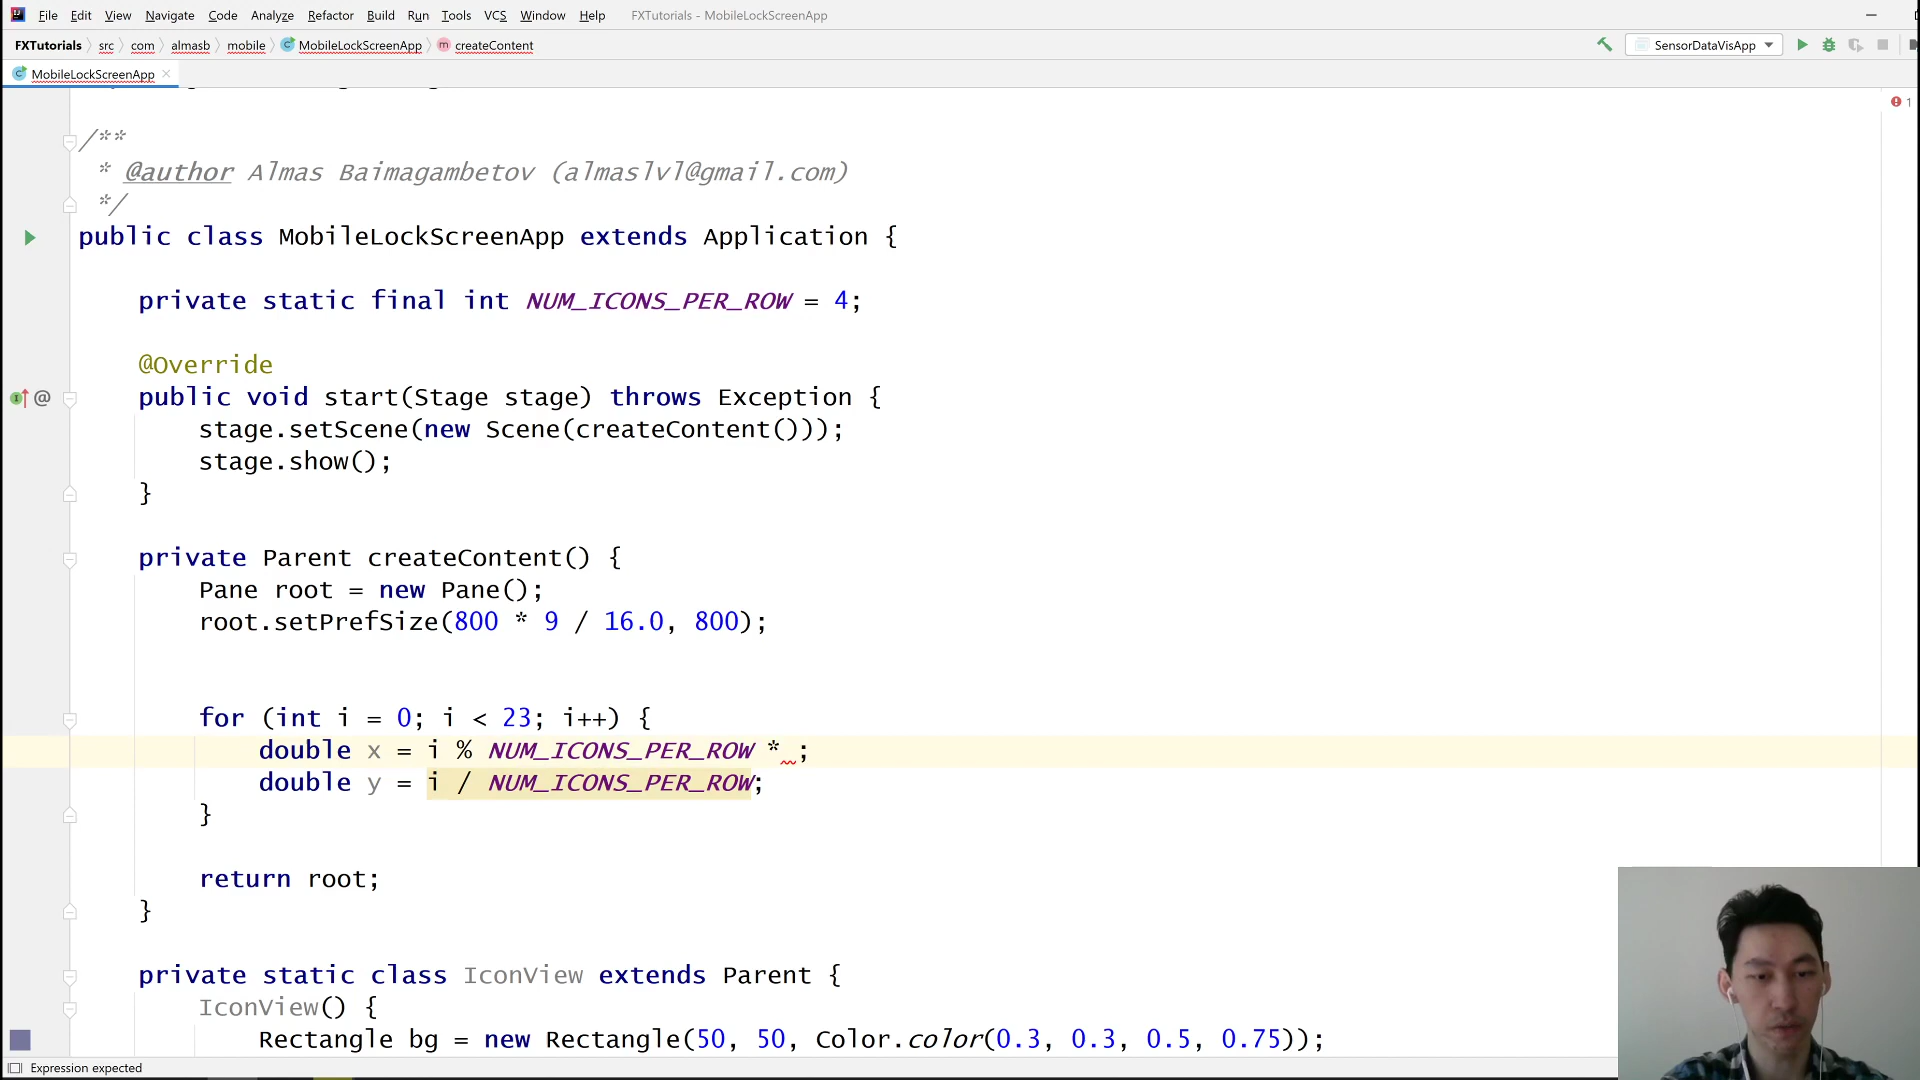 File Edit View Navigate Code Analyze Refactor Build Run Tools VCS Window Help FXTutorials - MobileLockScreenApp
FXTutorials src com almasb mobile MobileLockScreenApp createContent SensorDataVisApp
MobileLockScreenApp
1
/**
* @author Almas Baimagambetov (almaslvl@gmail.com)
*/
public class MobileLockScreenApp extends Application {
private static final int NUM_ICONS_PER_ROW = 4;
@Override
public void start(Stage stage) throws Exception {
stage.setScene(new Scene(createContent()));
stage.show();
}
private Parent createContent() {
Pane root = new Pane();
root.setPrefSize(800 * 9 / 16.0, 800);
for (int i = 0; i < 23; i++) {
double x = i % NUM_ICONS_PER_ROW * ;
double y = i / NUM_ICONS_PER_ROW;
}
return root;
}
private static class IconView extends Parent {
IconView() {
Rectangle bg = new Rectangle(50, 50, Color.color(0.3, 0.3, 0.5, 0.75));
Expression expected